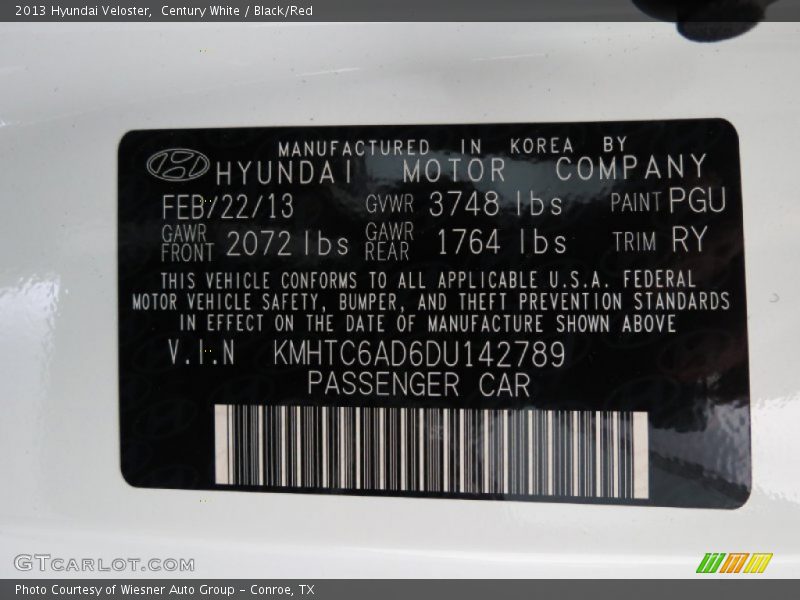 2013 Hyundai Veloster,  Century White / Black/Red
MANUFACTURED IN KOREA BY
HYUNDAI MOTOR COMPANY
FEB/22/13 GVWR 3748 lbs PAINT PGU
GAWR FRONT 2072 lbs GAWR REAR 1764 lbs TRIM RY
THIS VEHICLE CONFORMS TO ALL APPLICABLE U.S.A. FEDERAL
MOTOR VEHICLE SAFETY, BUMPER, AND THEFT PREVENTION STANDARDS
IN EFFECT ON THE DATE OF MANUFACTURE SHOWN ABOVE
V.I.N KMHTC6AD6DU142789
PASSENGER CAR
GTCARLOT.COM
Photo Courtesy of Wiesner Auto Group - Conroe, TX